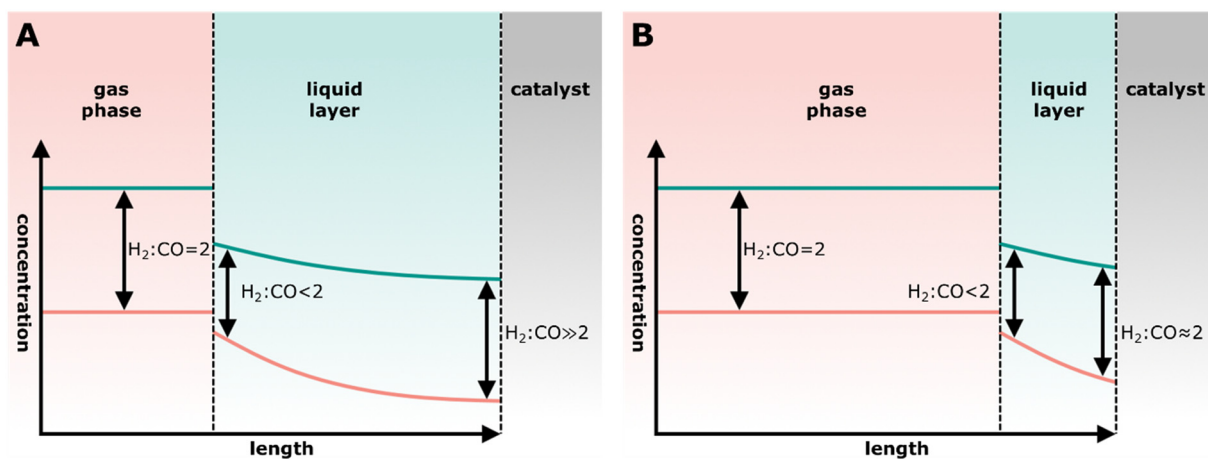 A
gas
phase
liquid
layer
catalyst
concentration
H₂:CO=2
H₂:CO<2
H₂:CO≫2
length
B
gas
phase
liquid
layer
catalyst
concentration
H₂:CO=2
H₂:CO<2
H₂:CO≈2
length